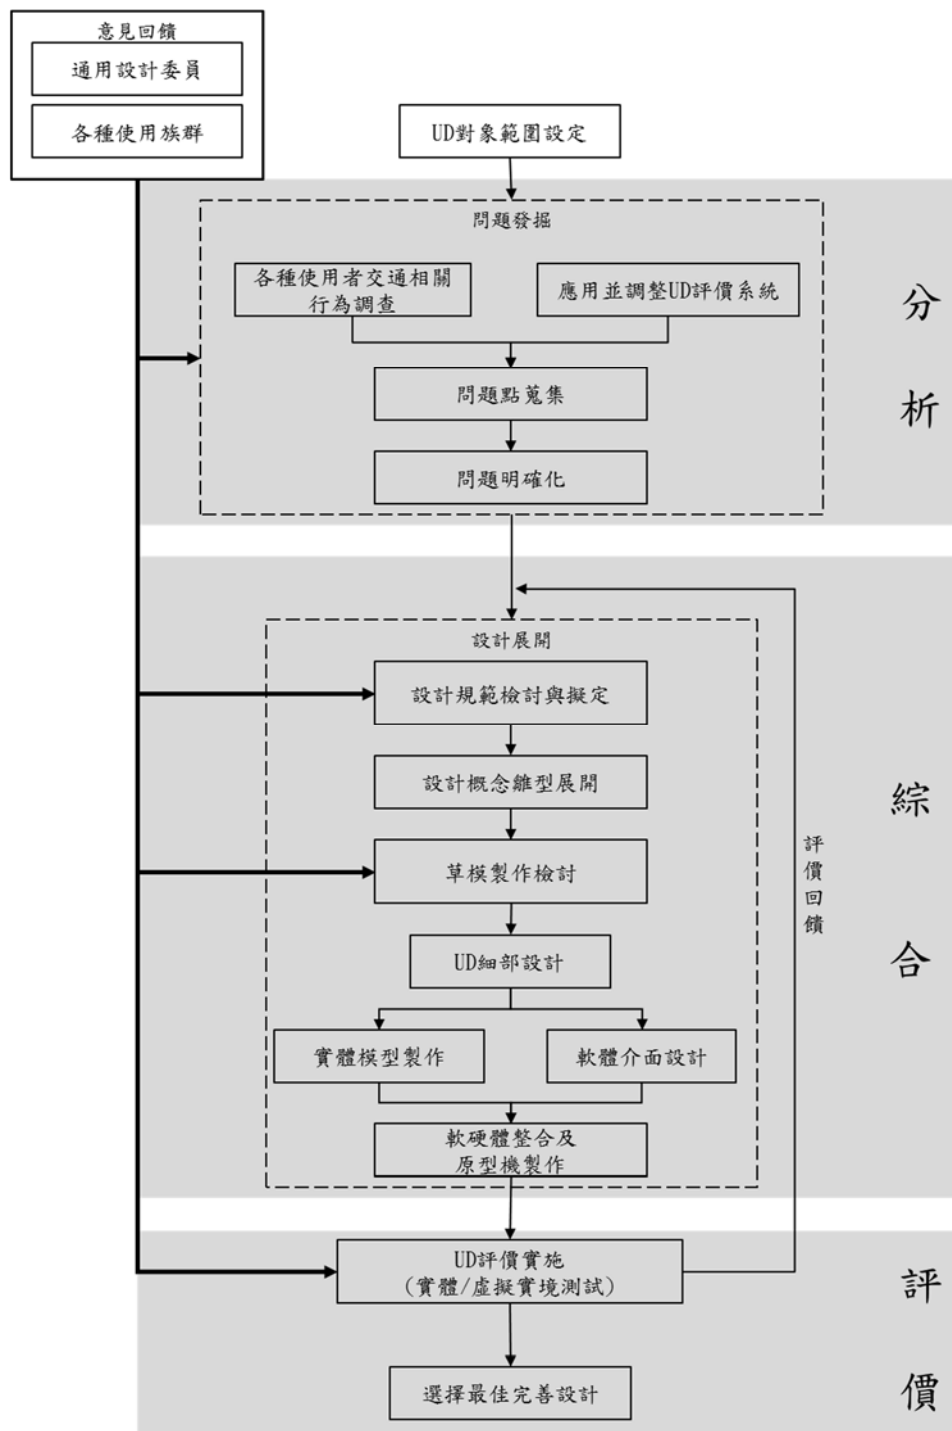 意見回饋
通用設計委員
各種使用族群
UD對象範圍設定
問題發掘
各種使用者交通相關
行為調查
應用並調整UD評價系統
問題點蒐集
問題明確化
分
析
設計展開
設計規範檢討與擬定
設計概念雛型展開
草模製作檢討
UD細部設計
實體模型製作
軟體介面設計
軟硬體整合及
原型機製作
評價回饋
綜
合
UD評價實施
(實體/虛擬實境測試)
選擇最佳完善設計
評
價